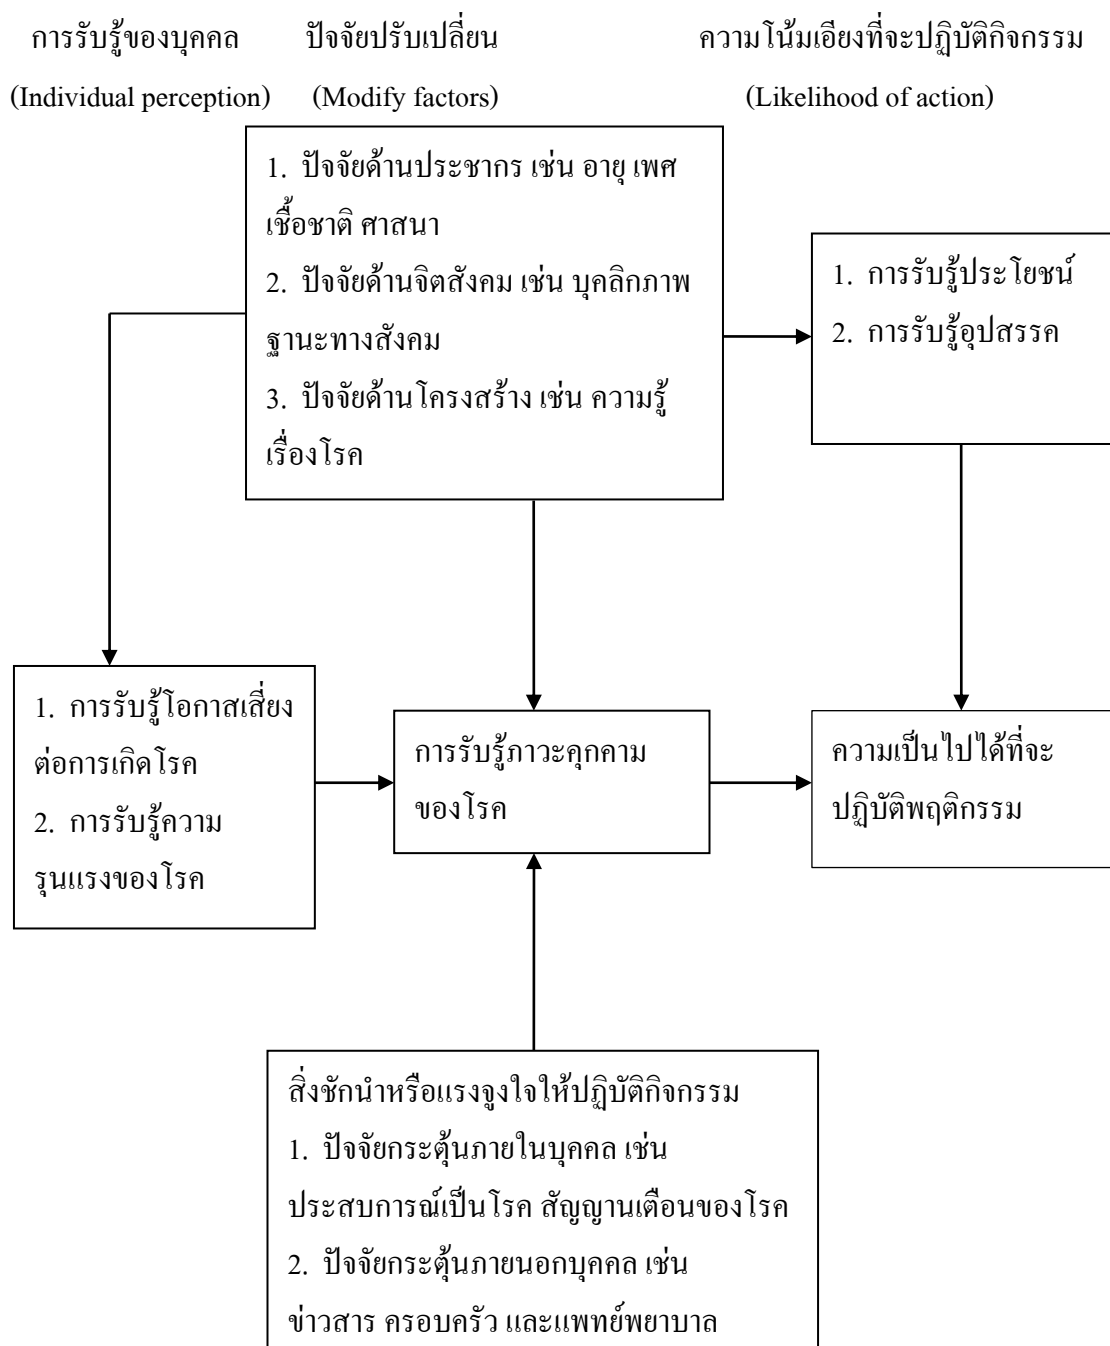 การรับรู้ของบุคคล ปัจจัยปรับเปลี่ยน ความโน้มเอียงที่จะปฏิบัติกิจกรรม
(Individual perception) (Modify factors) (Likelihood of action)
1. ปัจจัยด้านประชากร เช่น อายุ เพศ
เชื้อชาติ ศาสนา
2. ปัจจัยด้านจิตสังคม เช่น บุคลิกภาพ
ฐานะทางสังคม
3. ปัจจัยด้านโครงสร้าง เช่น ความรู้
เรื่องโรค
1. การรับรู้ประโยชน์
2. การรับรู้อุปสรรค
1. การรับรู้โอกาสเสี่ยง
ต่อการเกิดโรค
2. การรับรู้ความ
รุนแรงของโรค
การรับรู้ภาวะคุกคาม
ของโรค
ความเป็นไปได้ที่จะ
ปฏิบัติพฤติกรรม
สิ่งชักนำหรือแรงจูงใจให้ปฏิบัติกิจกรรม
1. ปัจจัยกระตุ้นภายในบุคคล เช่น
ประสบการณ์เป็นโรค สัญญานเตือนของโรค
2. ปัจจัยกระตุ้นภายนอกบุคคล เช่น
ข่าวสาร ครอบครัว และแพทย์พยาบาล